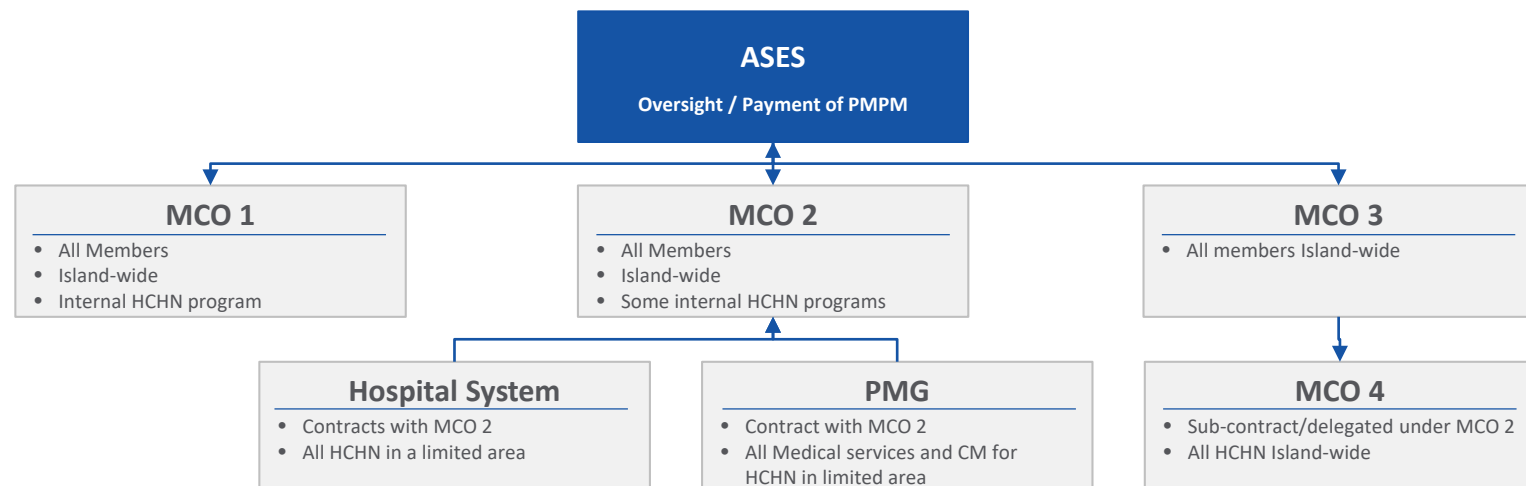 ASES
Oversight / Payment of PMPM
MCO 1
• All Members
• Island-wide
• Internal HCHN program
MCO 2
• All Members
• Island-wide
• Some internal HCHN programs
MCO 3
• All members Island-wide
Hospital System
• Contracts with MCO 2
• All HCHN in a limited area
PMG
• Contract with MCO 2
• All Medical services and CM for
HCHN in limited area
MCO 4
• Sub-contract/delegated under MCO 2
• All HCHN Island-wide